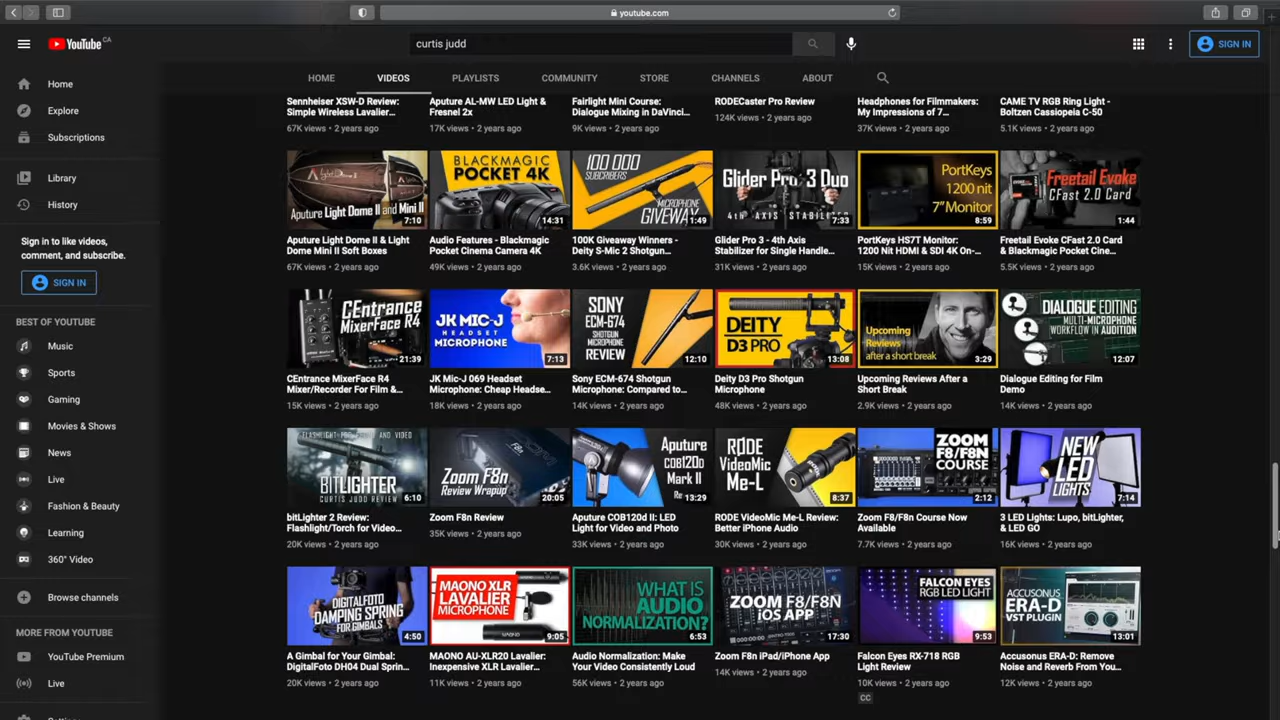 youtube.com
YouTube CA
curtis judd
SIGN IN
HOME
VIDEOS
PLAYLISTS
COMMUNITY
STORE
CHANNELS
ABOUT
Home
Explore
Subscriptions
Library
History
Sign in to like videos,
comment, and subscribe.
SIGN IN
BEST OF YOUTUBE
Music
Sports
Gaming
Movies & Shows
News
Live
Fashion & Beauty
Learning
360° Video
Browse channels
MORE FROM YOUTUBE
YouTube Premium
Live
Sennheiser XSW-D Review:
Simple Wireless Lavalier...
67K views • 2 years ago
Aputure AL-MW LED Light &
Fresnel 2x
17K views • 2 years ago
Fairlight Mini Course:
Dialogue Mixing in DaVinci...
9K views • 2 years ago
RODECaster Pro Review
124K views • 2 years ago
Headphones for Filmmakers:
My Impressions of 7...
37K views • 2 years ago
CAME TV RGB Ring Light -
Boltzen Cassiopeia C-50
5.1K views • 2 years ago
Aputure Light Dome II and Mini II
7:10
Aputure Light Dome II & Light
Dome Mini II Soft Boxes
67K views • 2 years ago
BLACKMAGIC
POCKET 4K
14:31
Audio Features - Blackmagic
Pocket Cinema Camera 4K
49K views • 2 years ago
100 000
SUBCRIBERS
MICROPHONE
GIVEWAY
1:49
100K Giveaway Winners -
Deity S-Mic 2 Shotgun...
3.6K views • 2 years ago
Glider Pro 3 Duo
4th AXIS STABILIZER
7:33
Glider Pro 3 - 4th Axis
Stabilizer for Single Handle...
31K views • 2 years ago
PortKeys
1200 nit
7" Monitor
8:59
PortKeys HS7T Monitor:
1200 Nit HDMI & SDI 4K On-...
15K views • 2 years ago
Freetail Evoke
CFast 2.0 Card
1:44
Freetail Evoke CFast 2.0 Card
& Blackmagic Pocket Cine...
5.5K views • 2 years ago
CEntrance
MixerFace R4
21:39
CEntrance MixerFace R4
Mixer/Recorder For Film &...
15K views • 2 years ago
JK MIC-J
HEADSET
MICROPHONE
7:13
JK Mic-J 069 Headset
Microphone: Cheap Headse...
18K views • 2 years ago
SONY
ECM-674
SHOTGUN
MICROPHONE
REVIEW
12:10
Sony ECM-674 Shotgun
Microphone: Compared to...
14K views • 2 years ago
DEITY
D3 PRO
13:08
Deity D3 Pro Shotgun
Microphone
48K views • 2 years ago
Upcoming
Reviews
after a short break
3:29
Upcoming Reviews After a
Short Break
2.9K views • 2 years ago
DIALOGUE EDITING
MULTI-MICROPHONE
WORKFLOW IN AUDITION
12:07
Dialogue Editing for Film
Demo
14K views • 2 years ago
BITLIGHTER
CURTIS JUDD REVIEW
6:10
bitLighter 2 Review:
Flashlight/Torch for Video...
20K views • 2 years ago
Zoom F8n
Review Wrapup
20:05
Zoom F8n Review
35K views • 2 years ago
Aputure
COB120d
Mark II
Re
13:29
Aputure COB120d II: LED
Light for Video and Photo
33K views • 2 years ago
RODE
VideoMic
Me-L
8:37
RODE VideoMic Me-L Review:
Better iPhone Audio
30K views • 2 years ago
ZOOM
F8/F8N
COURSE
2:12
Zoom F8/F8n Course Now
Available
7.7K views • 2 years ago
NEW
LED
LIGHTS
7:14
3 LED Lights: Lupo, bitLighter,
& LED GO
16K views • 2 years ago
DIGITALFOTO
DAMPING SPRING
FOR GIMBALS
4:50
A Gimbal for Your Gimbal:
DigitalFoto DH04 Dual Sprin...
20K views • 2 years ago
MAONO XLR
LAVALIER
MICROPHONE
9:05
MAONO AU-XLR20 Lavalier:
Inexpensive XLR Lavalier...
11K views • 2 years ago
WHAT IS
AUDIO
NORMALIZATION?
6:53
Audio Normalization: Make
Your Video Consistently Loud
56K views • 2 years ago
ZOOM F8/F8N
iOS APP
17:30
Zoom F8n iPad/iPhone App
14K views • 2 years ago
FALCON EYES
RGB LED LIGHT
9:53
Falcon Eyes RX-718 RGB
Light Review
10K views • 2 years ago
CC
ACCUSONUS
ERA-D
VST PLUGIN
13:01
Accusonus ERA-D: Remove
Noise and Reverb From You...
12K views • 2 years ago